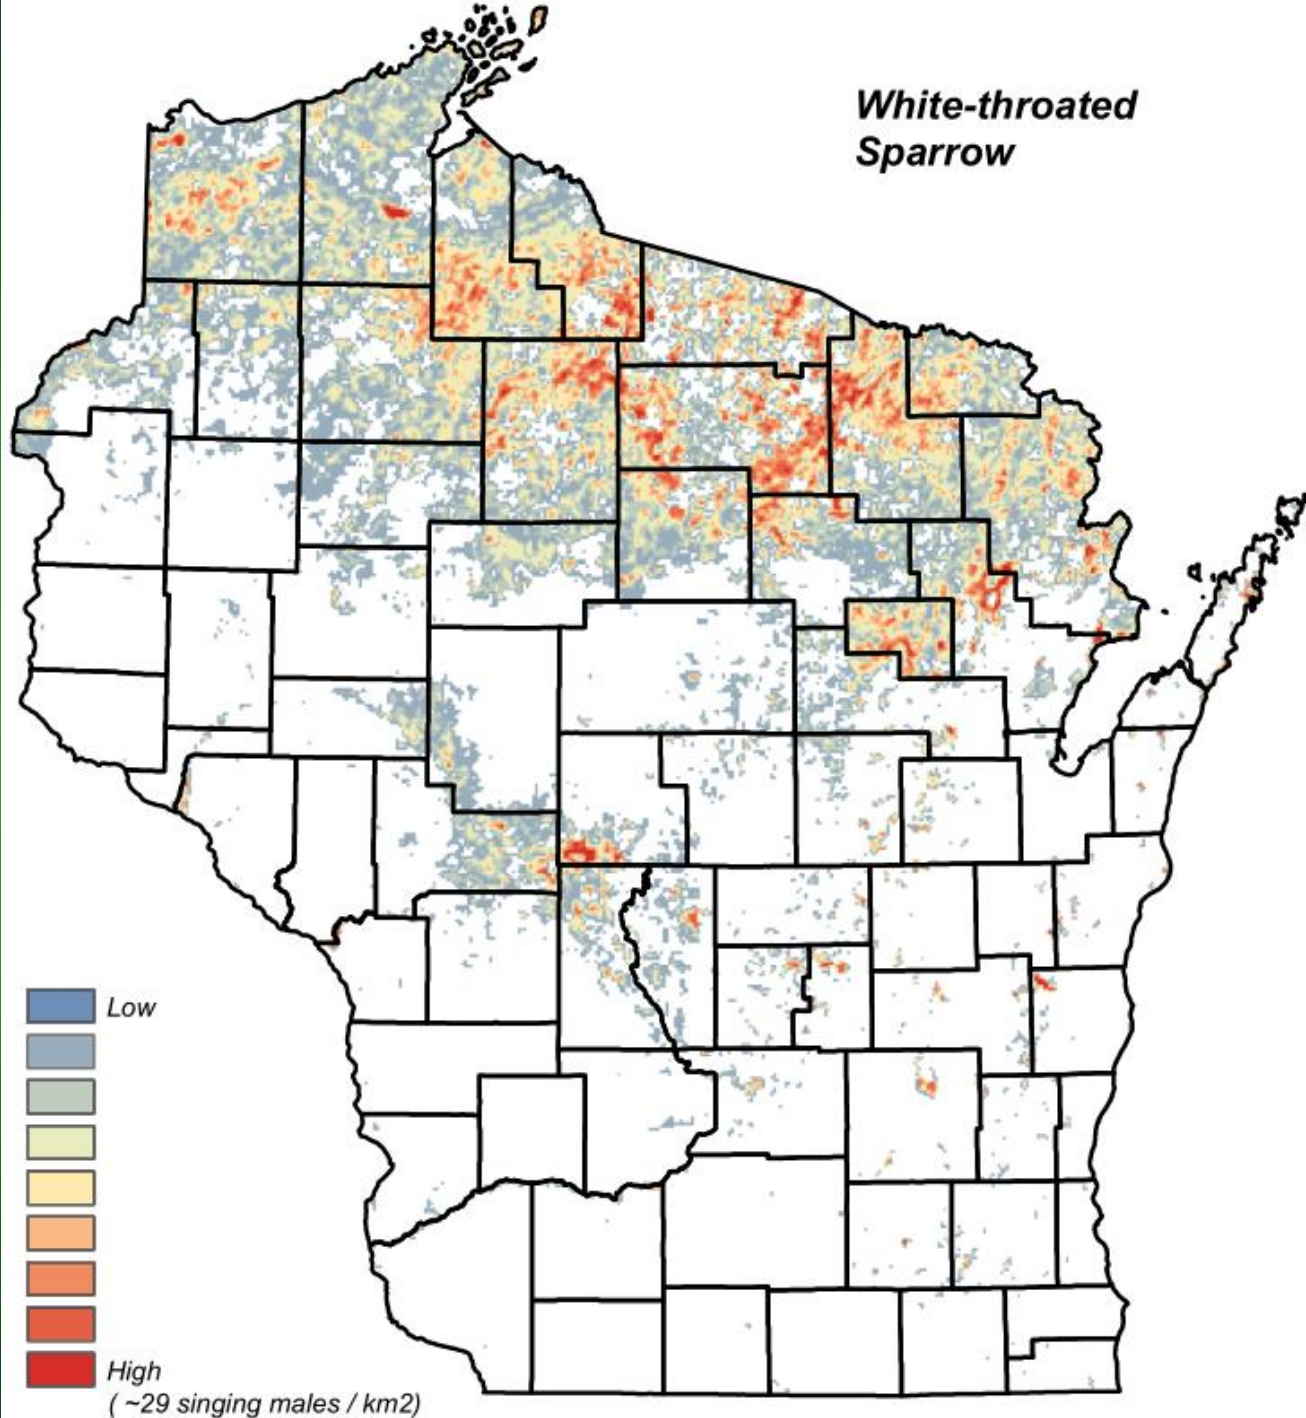 White-throated
Sparrow
Low
High
( ~29 singing males / km2)